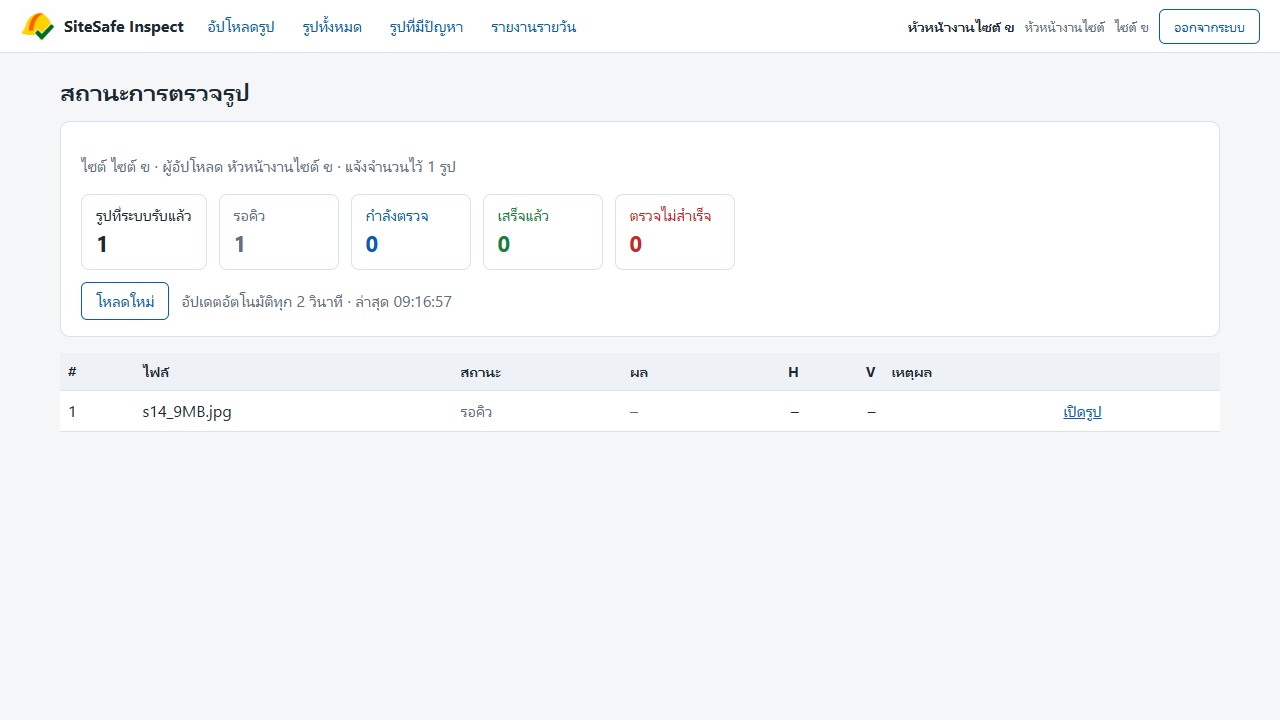 SiteSafe Inspect อัปโหลดรูป รูปทั้งหมด รูปที่มีปัญหา รายงานรายวัน หัวหน้างานไซต์ ข หัวหน้างานไซต์ ไซต์ ข ออกจากระบบ
สถานะการตรวจรูป
ไซต์ ไซต์ ข · ผู้อัปโหลด หัวหน้างานไซต์ ข · แจ้งจำนวนไว้ 1 รูป
รูปที่ระบบรับแล้ว รอคิว กำลังตรวจ เสร็จแล้ว ตรวจไม่สำเร็จ
1 1 0 0 0
โหลดใหม่ อัปเดตอัตโนมัติทุก 2 วินาที · ล่าสุด 09:16:57
# ไฟล์ สถานะ ผล H V เหตุผล
1 s14_9MB.jpg รอคิว – – – เปิดรูป